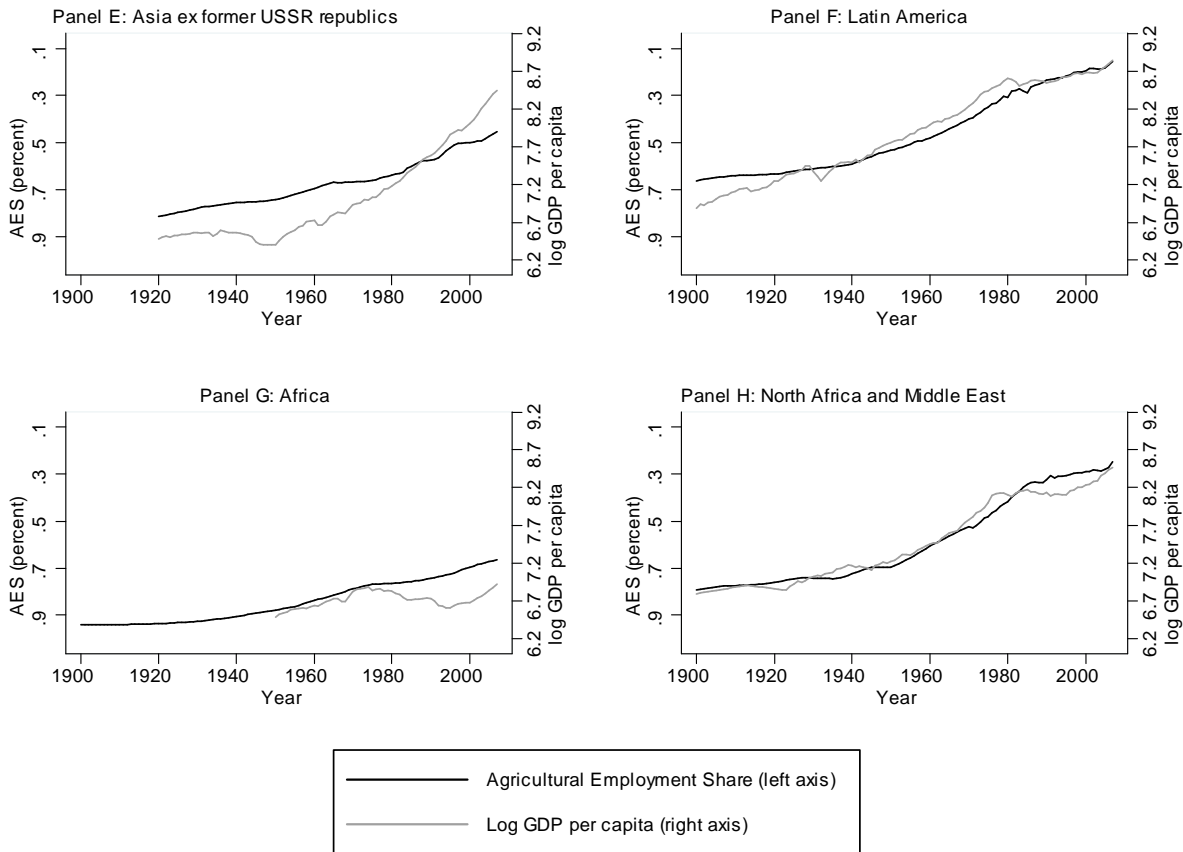 Panel E: Asia ex former USSR republics
AES (percent)
.1
.3
.5
.7
.9
9.2
8.7
8.2
7.7
7.2
6.7
6.2
log GDP per capita
1900 1920 1940 1960 1980 2000
Year
Panel F: Latin America
AES (percent)
.1
.3
.5
.7
.9
9.2
8.7
8.2
7.7
7.2
6.7
6.2
log GDP per capita
1900 1920 1940 1960 1980 2000
Year
Panel G: Africa
AES (percent)
.1
.3
.5
.7
.9
9.2
8.7
8.2
7.7
7.2
6.7
6.2
log GDP per capita
1900 1920 1940 1960 1980 2000
Year
Panel H: North Africa and Middle East
AES (percent)
.1
.3
.5
.7
.9
9.2
8.7
8.2
7.7
7.2
6.7
6.2
log GDP per capita
1900 1920 1940 1960 1980 2000
Year
Agricultural Employment Share (left axis)
Log GDP per capita (right axis)